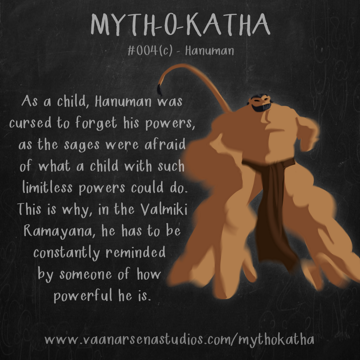 MYTH-O-KATHA
#004(c) - Hanuman
As a child, Hanuman was
cursed to forget his powers,
as the sages were afraid
of what a child with such
limitless powers could do.
This is why, in the Valmiki
Ramayana, he has to be
constantly reminded
by someone of how
powerful he is.
www.vaanarsenastudios.com/mythokatha